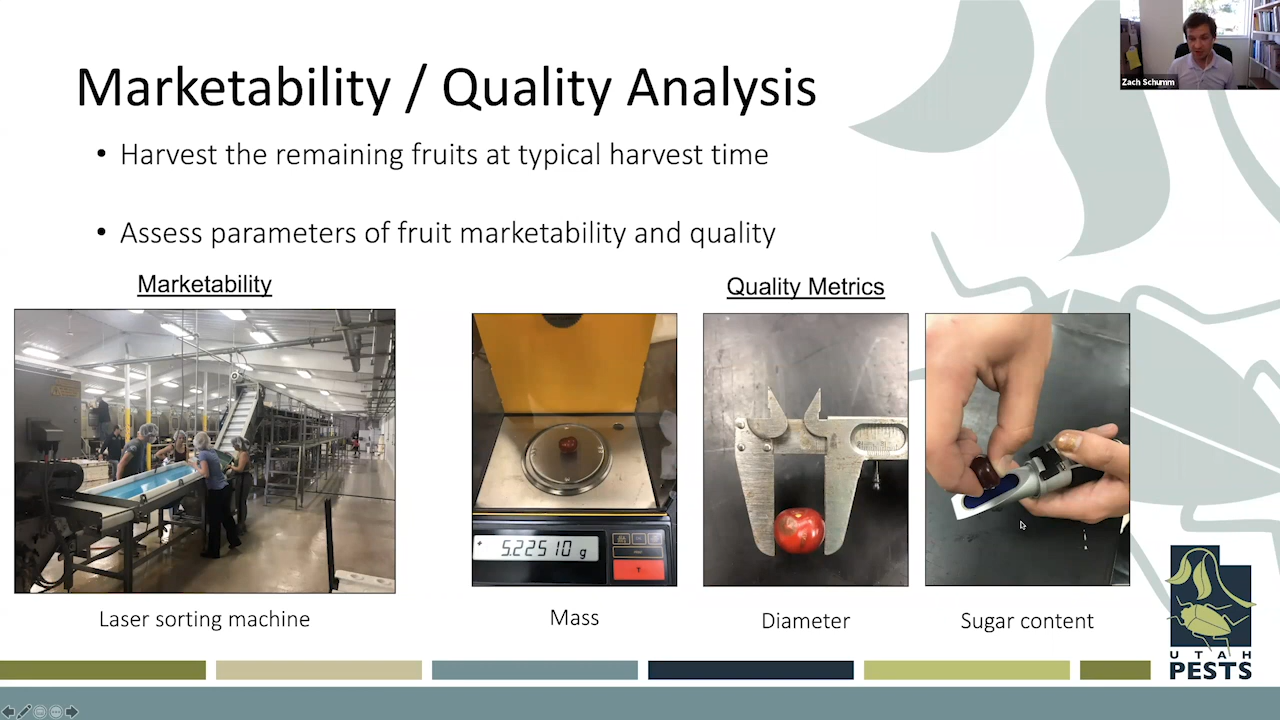 Marketability / Quality Analysis
Zach Schumm
• Harvest the remaining fruits at typical harvest time
• Assess parameters of fruit marketability and quality
Marketability
Quality Metrics
5.22510 g
Laser sorting machine
Mass
Diameter
Sugar content
UTAH
PESTS